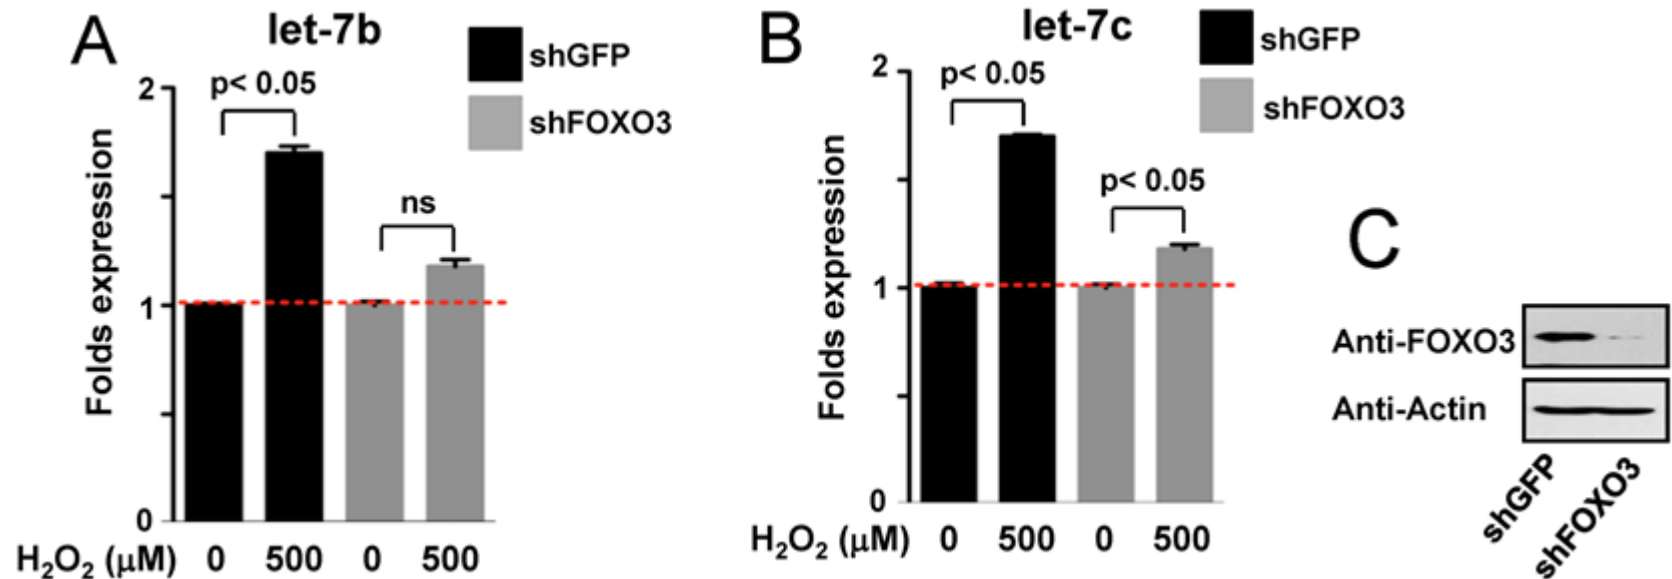 A
let-7b
shGFP
shFOXO3
p< 0.05
ns
Folds expression
2
1
0
H₂O₂ (μM) 0 500 0 500
B
let-7c
shGFP
shFOXO3
p< 0.05
p< 0.05
Folds expression
2
1
0
H₂O₂ (μM) 0 500 0 500
C
Anti-FOXO3
Anti-Actin
shGFP
shFOXO3